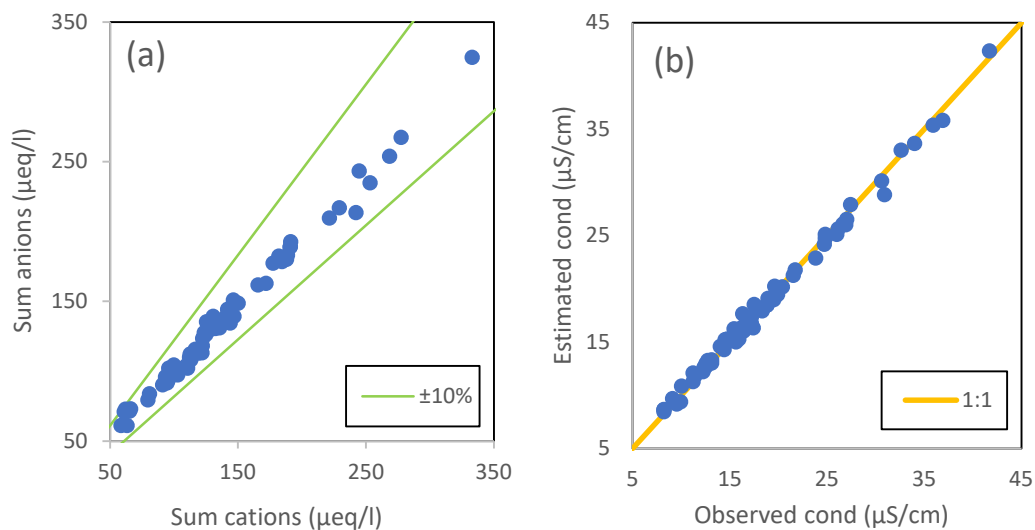 (a)
350
250
150
50
Sum anions (µeq/l)
50 150 250 350
Sum cations (µeq/l)
±10%
(b)
45
35
25
15
5
Estimated cond (µS/cm)
5 15 25 35 45
Observed cond (µS/cm)
1:1